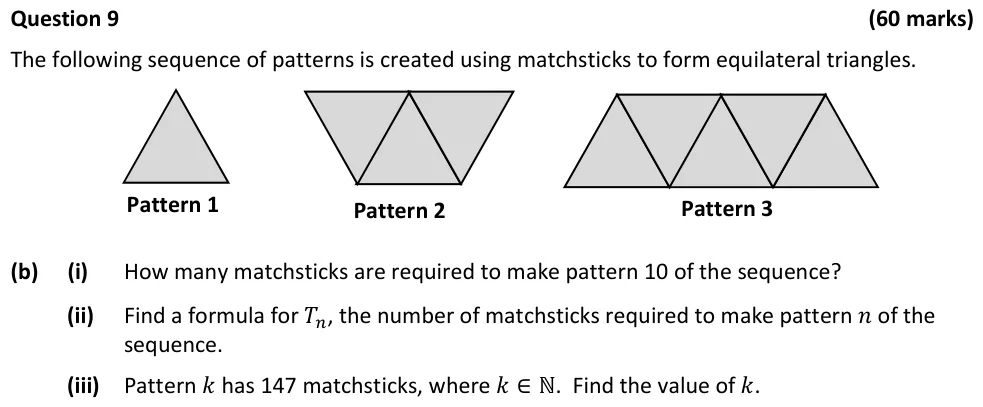 Question 9 (60 marks)
The following sequence of patterns is created using matchsticks to form equilateral triangles.
Pattern 1 Pattern 2 Pattern 3
(b) (i) How many matchsticks are required to make pattern 10 of the sequence?
(ii) Find a formula for Tₙ, the number of matchsticks required to make pattern n of the
sequence.
(iii) Pattern k has 147 matchsticks, where k ∈ ℕ. Find the value of k.